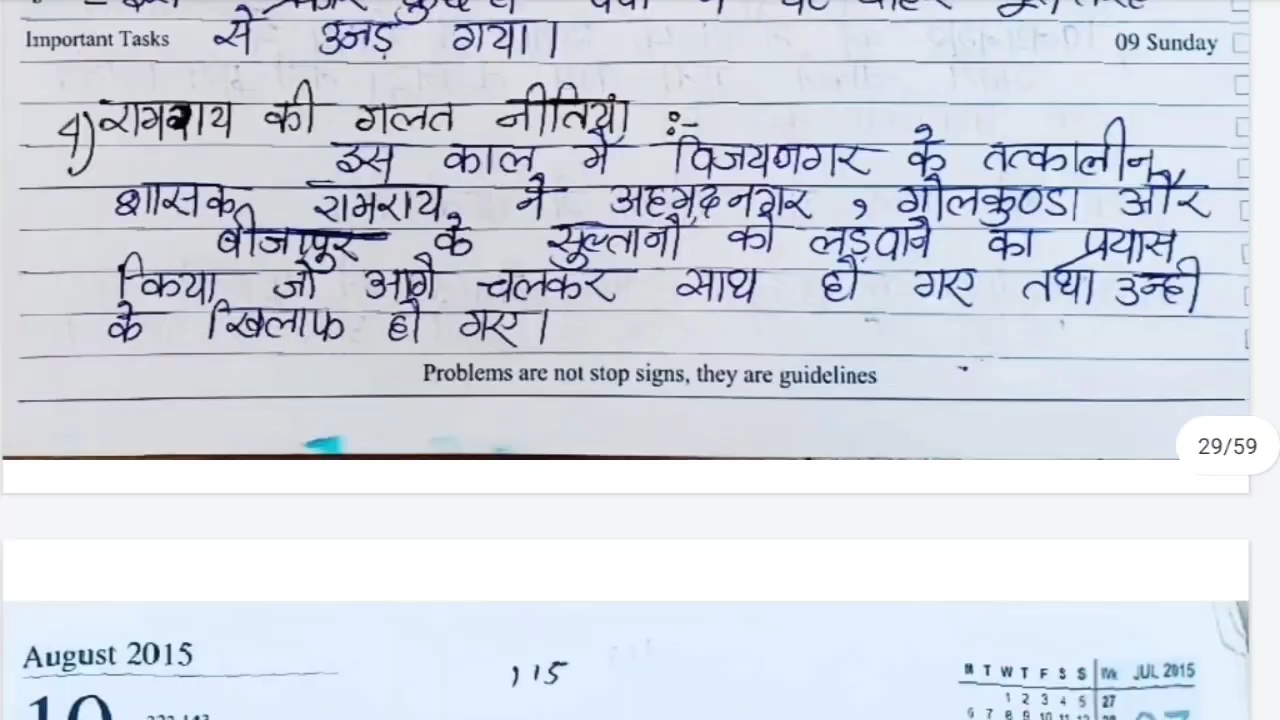 Important Tasks से उजड़ गया। 09 Sunday
4) रामराय की गलत नीतियां :-
इस काल में विजयनगर के तत्कालीन
शासक रामराय ने अहमदनगर, गोलकुण्डा और
बीजापुर के सुल्तानों को लड़वाने का प्रयास
किया जो आगे चलकर साथ हो गए तथा उन्ही
के खिलाफ हो गए।
Problems are not stop signs, they are guidelines
29/59
August 2015
115
M T W T F S S Wk JUL 2015
1 2 3 4 5 27
6 7 8 9 10 11 12
10